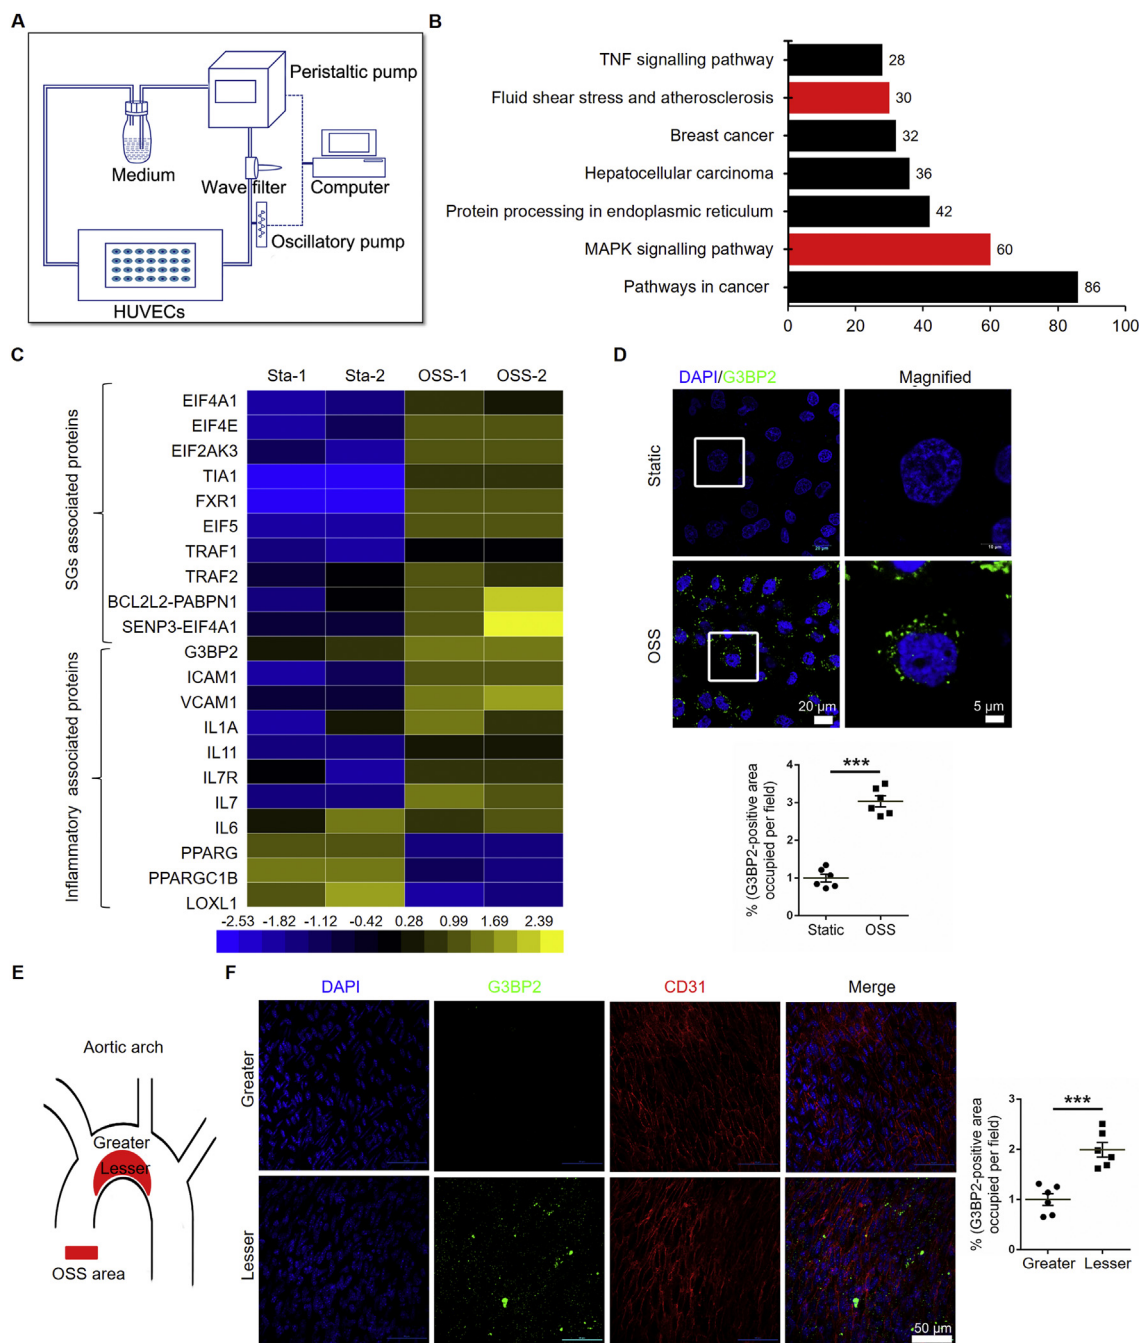 A
Peristaltic pump
Medium
Wave filter
Computer
Oscillatory pump
HUVECs
B
TNF signalling pathway
28
Fluid shear stress and atherosclerosis
30
Breast cancer
32
Hepatocellular carcinoma
36
Protein processing in endoplasmic reticulum
42
MAPK signalling pathway
60
Pathways in cancer
86
0 20 40 60 80 100
C
Sta-1 Sta-2 OSS-1 OSS-2
SGs associated proteins
EIF4A1
EIF4E
EIF2AK3
TIA1
FXR1
EIF5
TRAF1
TRAF2
BCL2L2-PABPN1
SENP3-EIF4A1
Inflammatory associated proteins
G3BP2
ICAM1
VCAM1
IL1A
IL11
IL7R
IL7
IL6
PPARG
PPARGC1B
LOXL1
-2.53 -1.82 -1.12 -0.42 0.28 0.99 1.69 2.39
D
DAPI/G3BP2 Magnified
Static
20 µm
10 µm
OSS
20 µm
5 µm
% (G3BP2-positive area
occupied per field)
4
3
2
1
0
***
Static OSS
E
Aortic arch
Greater
Lesser
OSS area
F
DAPI G3BP2 CD31 Merge
Greater
Lesser
50 µm
% (G3BP2-positive area
occupied per field)
3
2
1
0
***
Greater Lesser